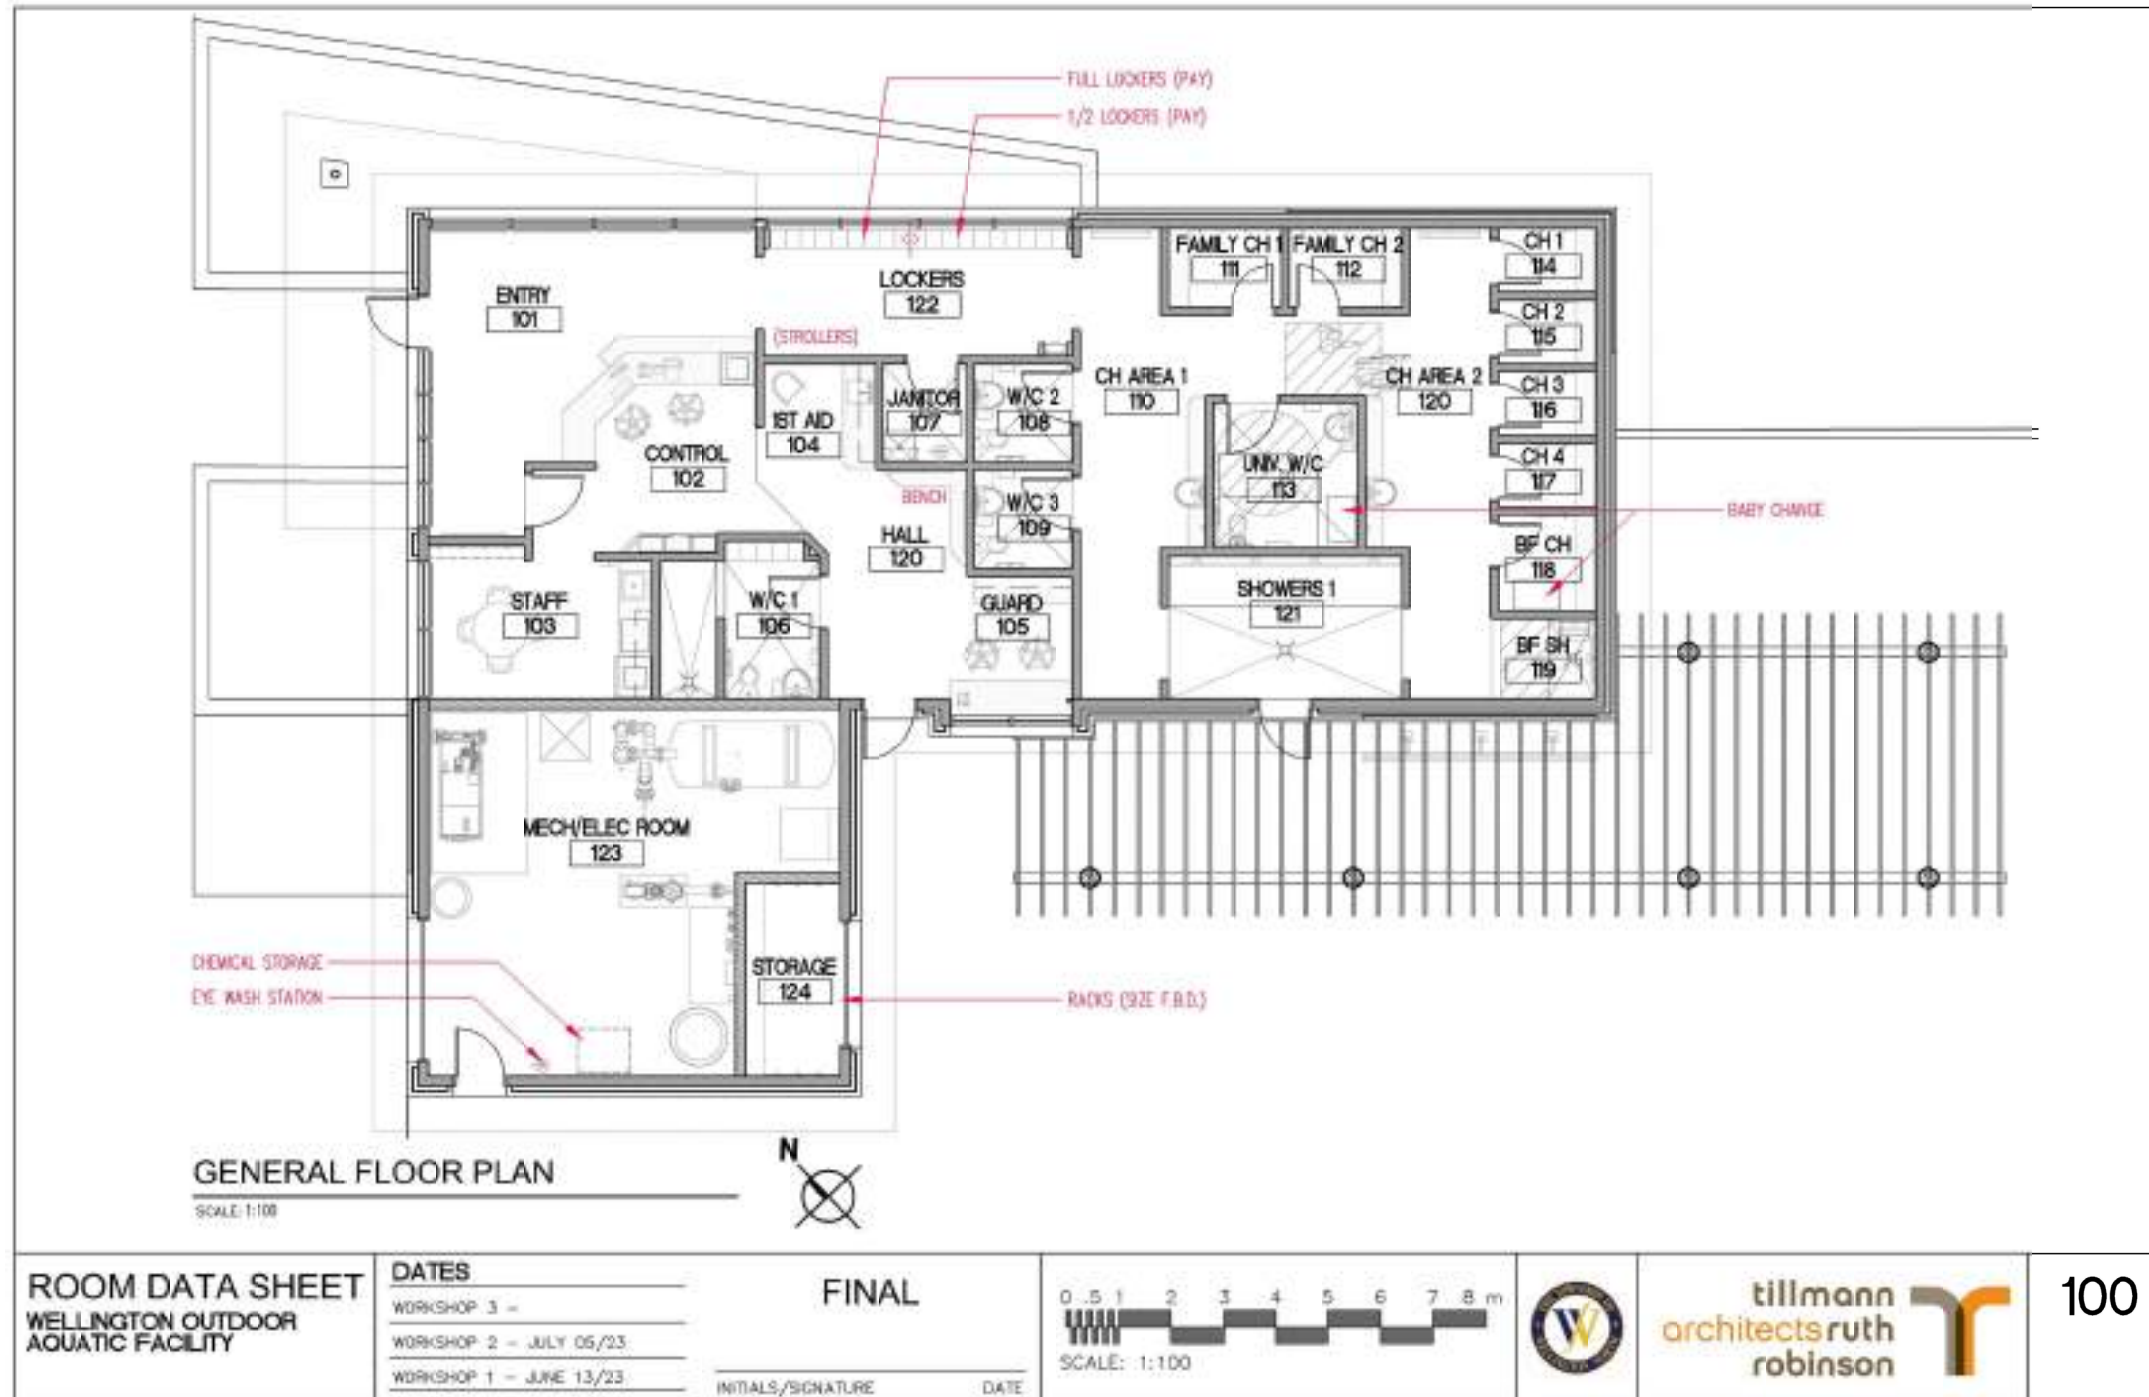 FULL LOCKERS (PAY)
1/2 LOCKERS (PAY)
FAMILY CH 1
111
FAMILY CH 2
112
CH 1
114
ENTRY
101
LOCKERS
122
CH 2
115
(STROLLERS)
CH AREA 1
110
CH AREA 2
120
CH 3
116
JANITOR
107
W/C 2
108
1ST AID
104
CONTROL
102
UNIV. W/C
113
CH 4
117
BENCH
W/C 3
109
BABY CHANGE
HALL
120
BF CH
118
STAFF
103
W/C 1
106
GUARD
105
SHOWERS 1
121
BF SH
119
MECH/ELEC ROOM
123
CHEMICAL STORAGE
EYE WASH STATION
STORAGE
124
RACKS (SIZE F.B.D.)
N
GENERAL FLOOR PLAN
SCALE: 1:100
ROOM DATA SHEET
WELLINGTON OUTDOOR
AQUATIC FACILITY
DATES
WORKSHOP 3 -
WORKSHOP 2 - JULY 05/23
WORKSHOP 1 - JUNE 13/23
FINAL
INITIALS/SIGNATURE DATE
0 .5 1 2 3 4 5 6 7 8 m
SCALE: 1:100
W
tillmann
architects ruth
robinson
100